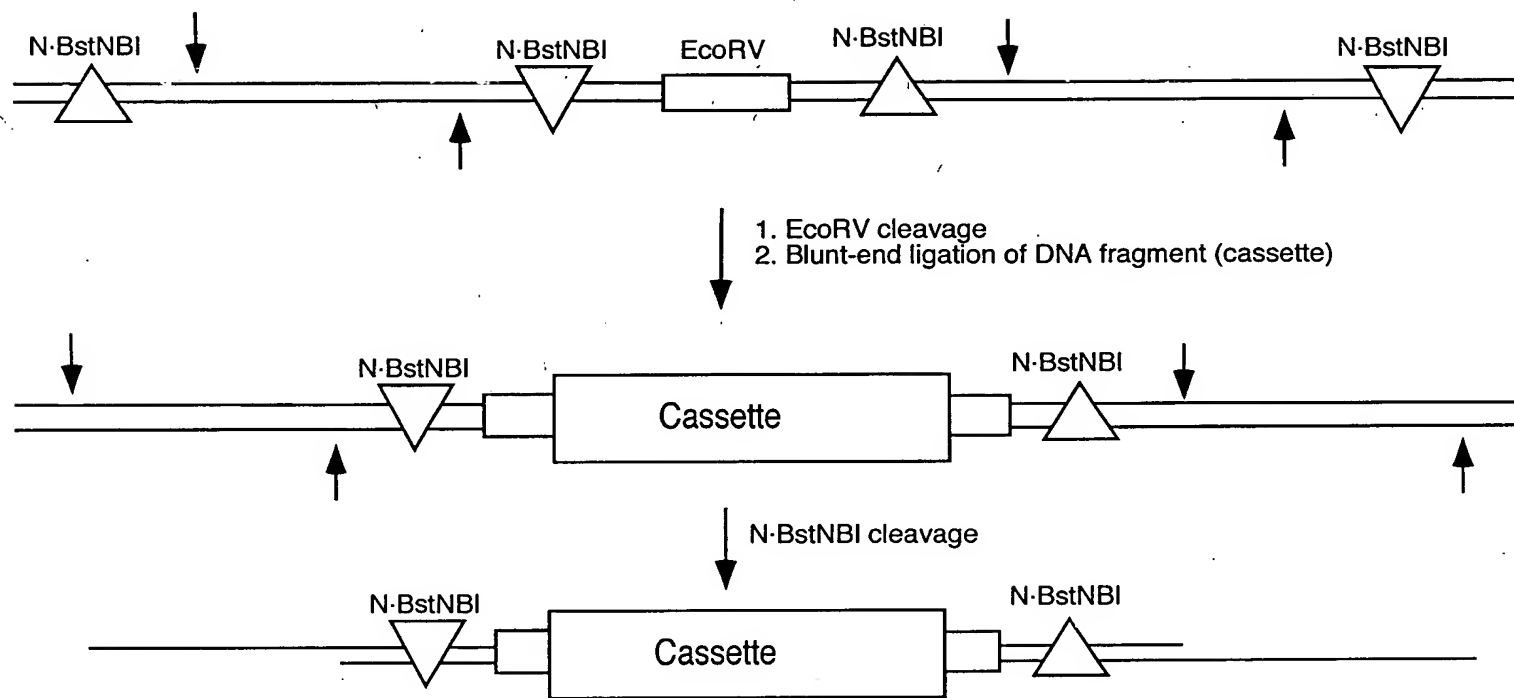 N·BstNBI N·BstNBI EcoRV N·BstNBI N·BstNBI
1. EcoRV cleavage
2. Blunt-end ligation of DNA fragment (cassette)
N·BstNBI N·BstNBI
Cassette
N·BstNBI cleavage
N·BstNBI N·BstNBI
Cassette